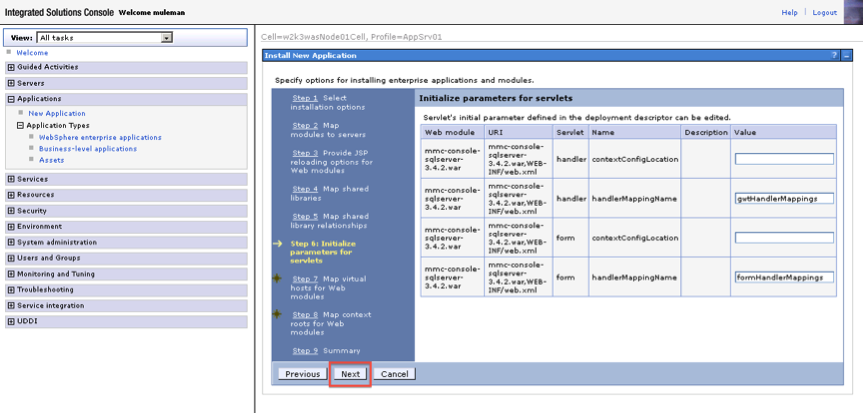 Integrated Solutions Console Welcome muleman
Help | Logout
View: All tasks
Welcome
Guided Activities
Servers
Applications
New Application
Application Types
WebSphere enterprise applications
Business-level applications
Assets
Services
Resources
Security
Environment
System administration
Users and Groups
Monitoring and Tuning
Troubleshooting
Service integration
UDDI
Cell=w2k3wasNode01Cell, Profile=AppSrv01
Install New Application
? –
Specify options for installing enterprise applications and modules.
Step 1 Select
installation options
Step 2 Map
modules to servers
Step 3 Provide JSP
reloading options for
Web modules
Step 4 Map shared
libraries
Step 5 Map shared
library relationships
Step 6: Initialize
parameters for
servlets
Step 7 Map virtual
hosts for Web
modules
Step 8 Map context
roots for Web
modules
Step 9 Summary
Initialize parameters for servlets
Servlet's initial parameter defined in the deployment descriptor can be edited.
Web module URI Servlet Name Description Value
mmc-console-
sqlserver-
3.4.2.war
mmc-console-
sqlserver-
3.4.2.war,WEB-
INF/web.xml
handler contextConfigLocation
mmc-console-
sqlserver-
3.4.2.war
mmc-console-
sqlserver-
3.4.2.war,WEB-
INF/web.xml
handler handlerMappingName gwtHandlerMappings
mmc-console-
sqlserver-
3.4.2.war
mmc-console-
sqlserver-
3.4.2.war,WEB-
INF/web.xml
form contextConfigLocation
mmc-console-
sqlserver-
3.4.2.war
mmc-console-
sqlserver-
3.4.2.war,WEB-
INF/web.xml
form handlerMappingName formHandlerMappings
Previous Next Cancel